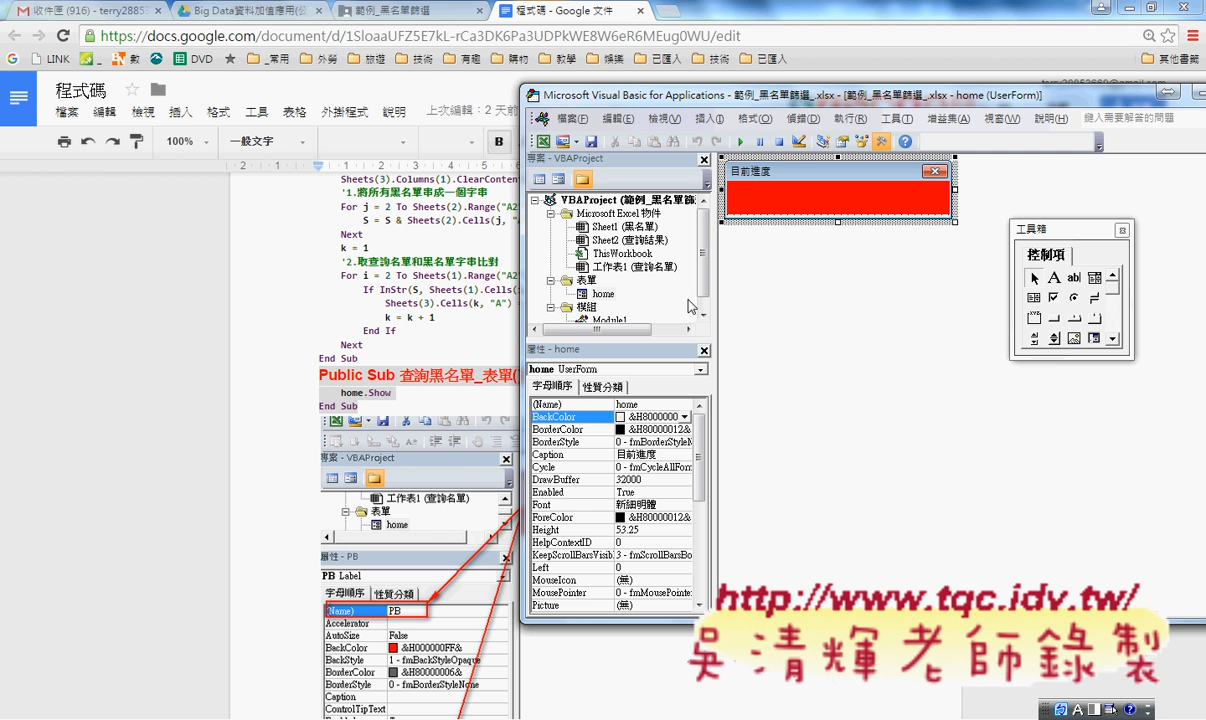 收件匣 (916) - terry28853
Big Data資料加值應用(公
範例_黑名單篩選
程式碼 - Google 文件
https://docs.google.com/document/d/1SloaaUFZ5E7kL-rCa3DK6Pa3UDPkWE8W6eR6MEug0WU/edit
LINK
數
DVD
_常用
外勞
旅遊
技術
有趣
購物
教學
娛樂
已匯入
技術
已匯入
其他書籤
程式碼
檔案 編輯 檢視 插入 格式 工具 表格 外掛程式 說明 上次編輯：2 天前
100% 一般文字 B
2 1 1 2 3 4 5 6
Sheets(3).Columns(1).ClearConten
'1.將所有黑名單串成一個字串
For j = 2 To Sheets(2).Range("A2"
S = S & Sheets(2).Cells(j, "
Next
k = 1
'2.取查詢名單和黑名單字串比對
For i = 2 To Sheets(1).Range("A2"
If InStr(S, Sheets(1).Cells(
Sheets(3).Cells(k, "A") =
k = k + 1
End If
Next
End Sub
Public Sub 查詢黑名單_表單(
home.Show
End Sub
專案 - VBAProject
工作表1 (查詢名單)
表單
home
屬性 - PB
PB Label
字母順序 性質分類
(Name) PB
Accelerator
AutoSize False
BackColor &H000000FF&
BackStyle 1 - fmBackStyleOpaque
BorderColor &H80000006&
BorderStyle 0 - fmBorderStyleNone
Caption
ControlTipText
Microsoft Visual Basic for Applications - 範例_黑名單篩選_.xlsx - [範例_黑名單篩選_.xlsx - home (UserForm)]
檔案(F) 編輯(E) 檢視(V) 插入(I) 格式(O) 偵錯(D) 執行(R) 工具(T) 增益集(A) 視窗(W) 說明(H) 鍵入需要解答的問題
專案 - VBAProject
VBAProject (範例_黑名單篩
Microsoft Excel 物件
Sheet1 (黑名單)
Sheet2 (查詢結果)
ThisWorkbook
工作表1 (查詢名單)
表單
home
模組
Module1
屬性 - home
home UserForm
字母順序 性質分類
(Name) home
BackColor &H8000000
BorderColor &H80000012&
BorderStyle 0 - fmBorderStyleN
Caption 目前進度
Cycle 0 - fmCycleAllForm
DrawBuffer 32000
Enabled True
Font 新細明體
ForeColor &H80000012&
Height 53.25
HelpContextID 0
KeepScrollBarsVisibl 3 - fmScrollBarsBo
Left 0
MouseIcon (無)
MousePointer 0 - fmMousePointe
Picture (無)
目前進度
工具箱
控制項
A ab|
http://www.tqc.idv.tw/
吳清輝老師錄製
A